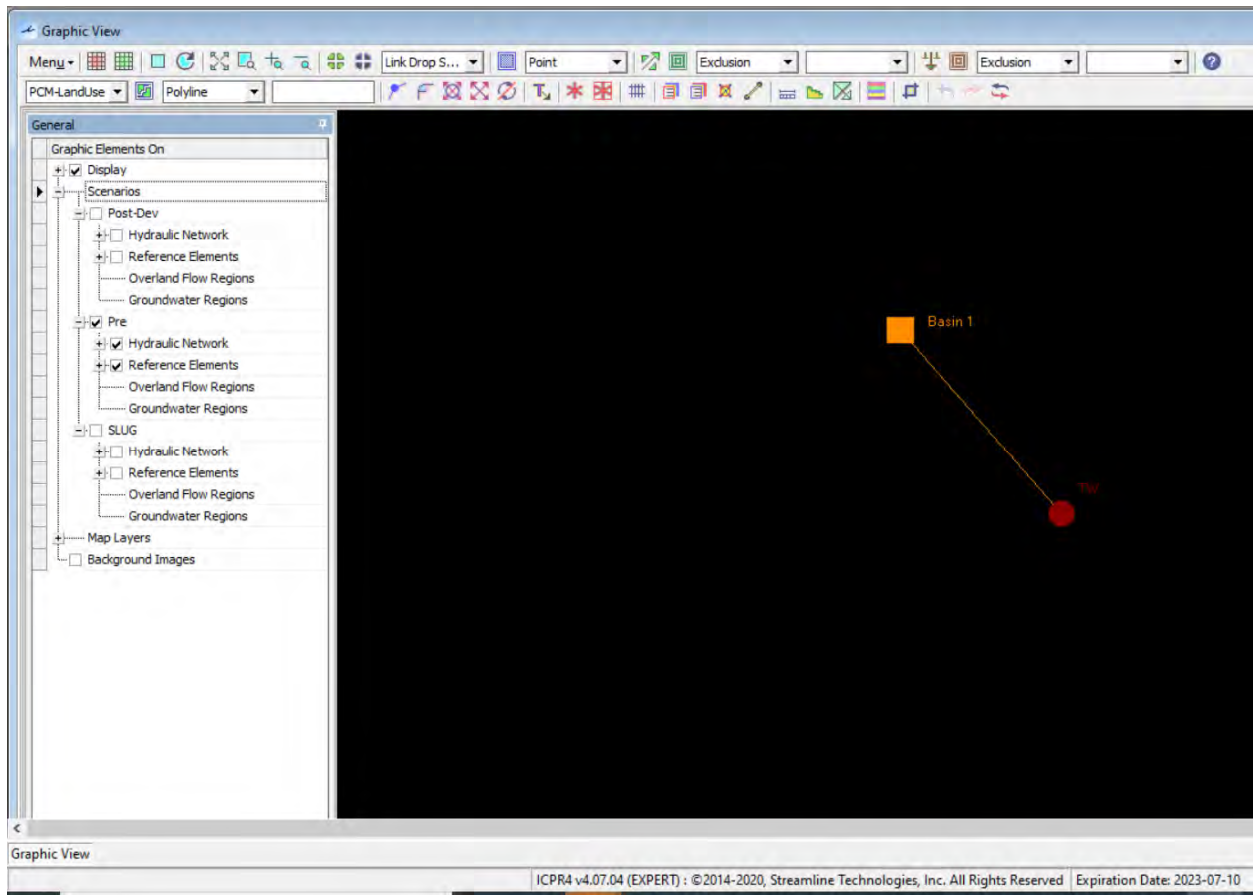 Graphic View
Menu Link Drop S... Point Exclusion Exclusion
PCM-LandUse Polyline
General
Graphic Elements On
Display
Scenarios
Post-Dev
Hydraulic Network
Reference Elements
Overland Flow Regions
Groundwater Regions
Pre
Hydraulic Network
Reference Elements
Overland Flow Regions
Groundwater Regions
SLUG
Hydraulic Network
Reference Elements
Overland Flow Regions
Groundwater Regions
Map Layers
Background Images
Basin 1
TW
Graphic View
ICPR4 v4.07.04 (EXPERT) : ©2014-2020, Streamline Technologies, Inc. All Rights Reserved Expiration Date: 2023-07-10